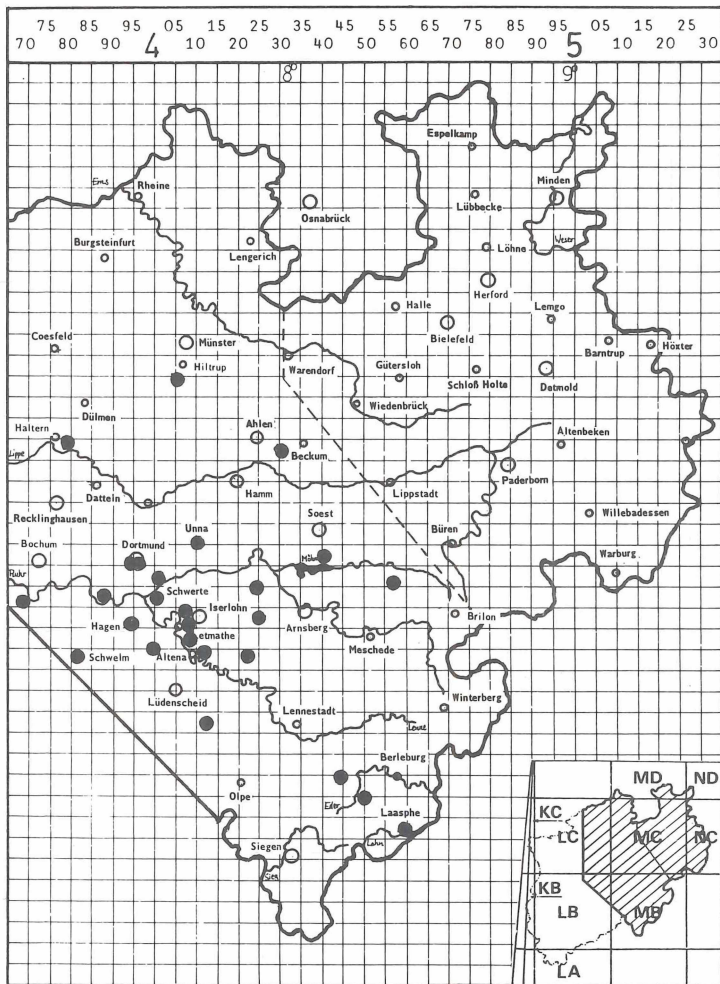 4 5
70 75 80 85 90 95 05 10 15 20 25 35 40 45 50 55 60 65 70 75 80 85 90 95 05 10 15 20 25 30
8° 9°
Espelkamp
Ems
Rheine
Minden
Osnabrück
Lübbecke
Burgsteinfurt
Lengerich
Löhne
Weser
Herford
Halle
Lemgo
Bielefeld
Coesfeld
Münster
Barntrup
Höxter
Hiltrup
Warendorf
Gütersloh
Schloß Holte
Detmold
Dülmen
Wiedenbrück
Haltern
Ahlen
Altenbeken
Lippe
Beckum
Paderborn
Datteln
Hamm
Lippstadt
Recklinghausen
Soest
Willebadessen
Unna
Büren
Bochum
Dortmund
Warburg
Ruhr
Schwerte
Iserlohn
Hagen
Arnsberg
Brilon
etmathe
Meschede
Schwelm
Altena
Lüdenscheid
Winterberg
Lennestadt
Lenne
Berleburg
Olpe
Eder
Laasphe
Siegen
Lahn
Sieg
MD ND
KC
LC MC NC
KB
LB MB
LA